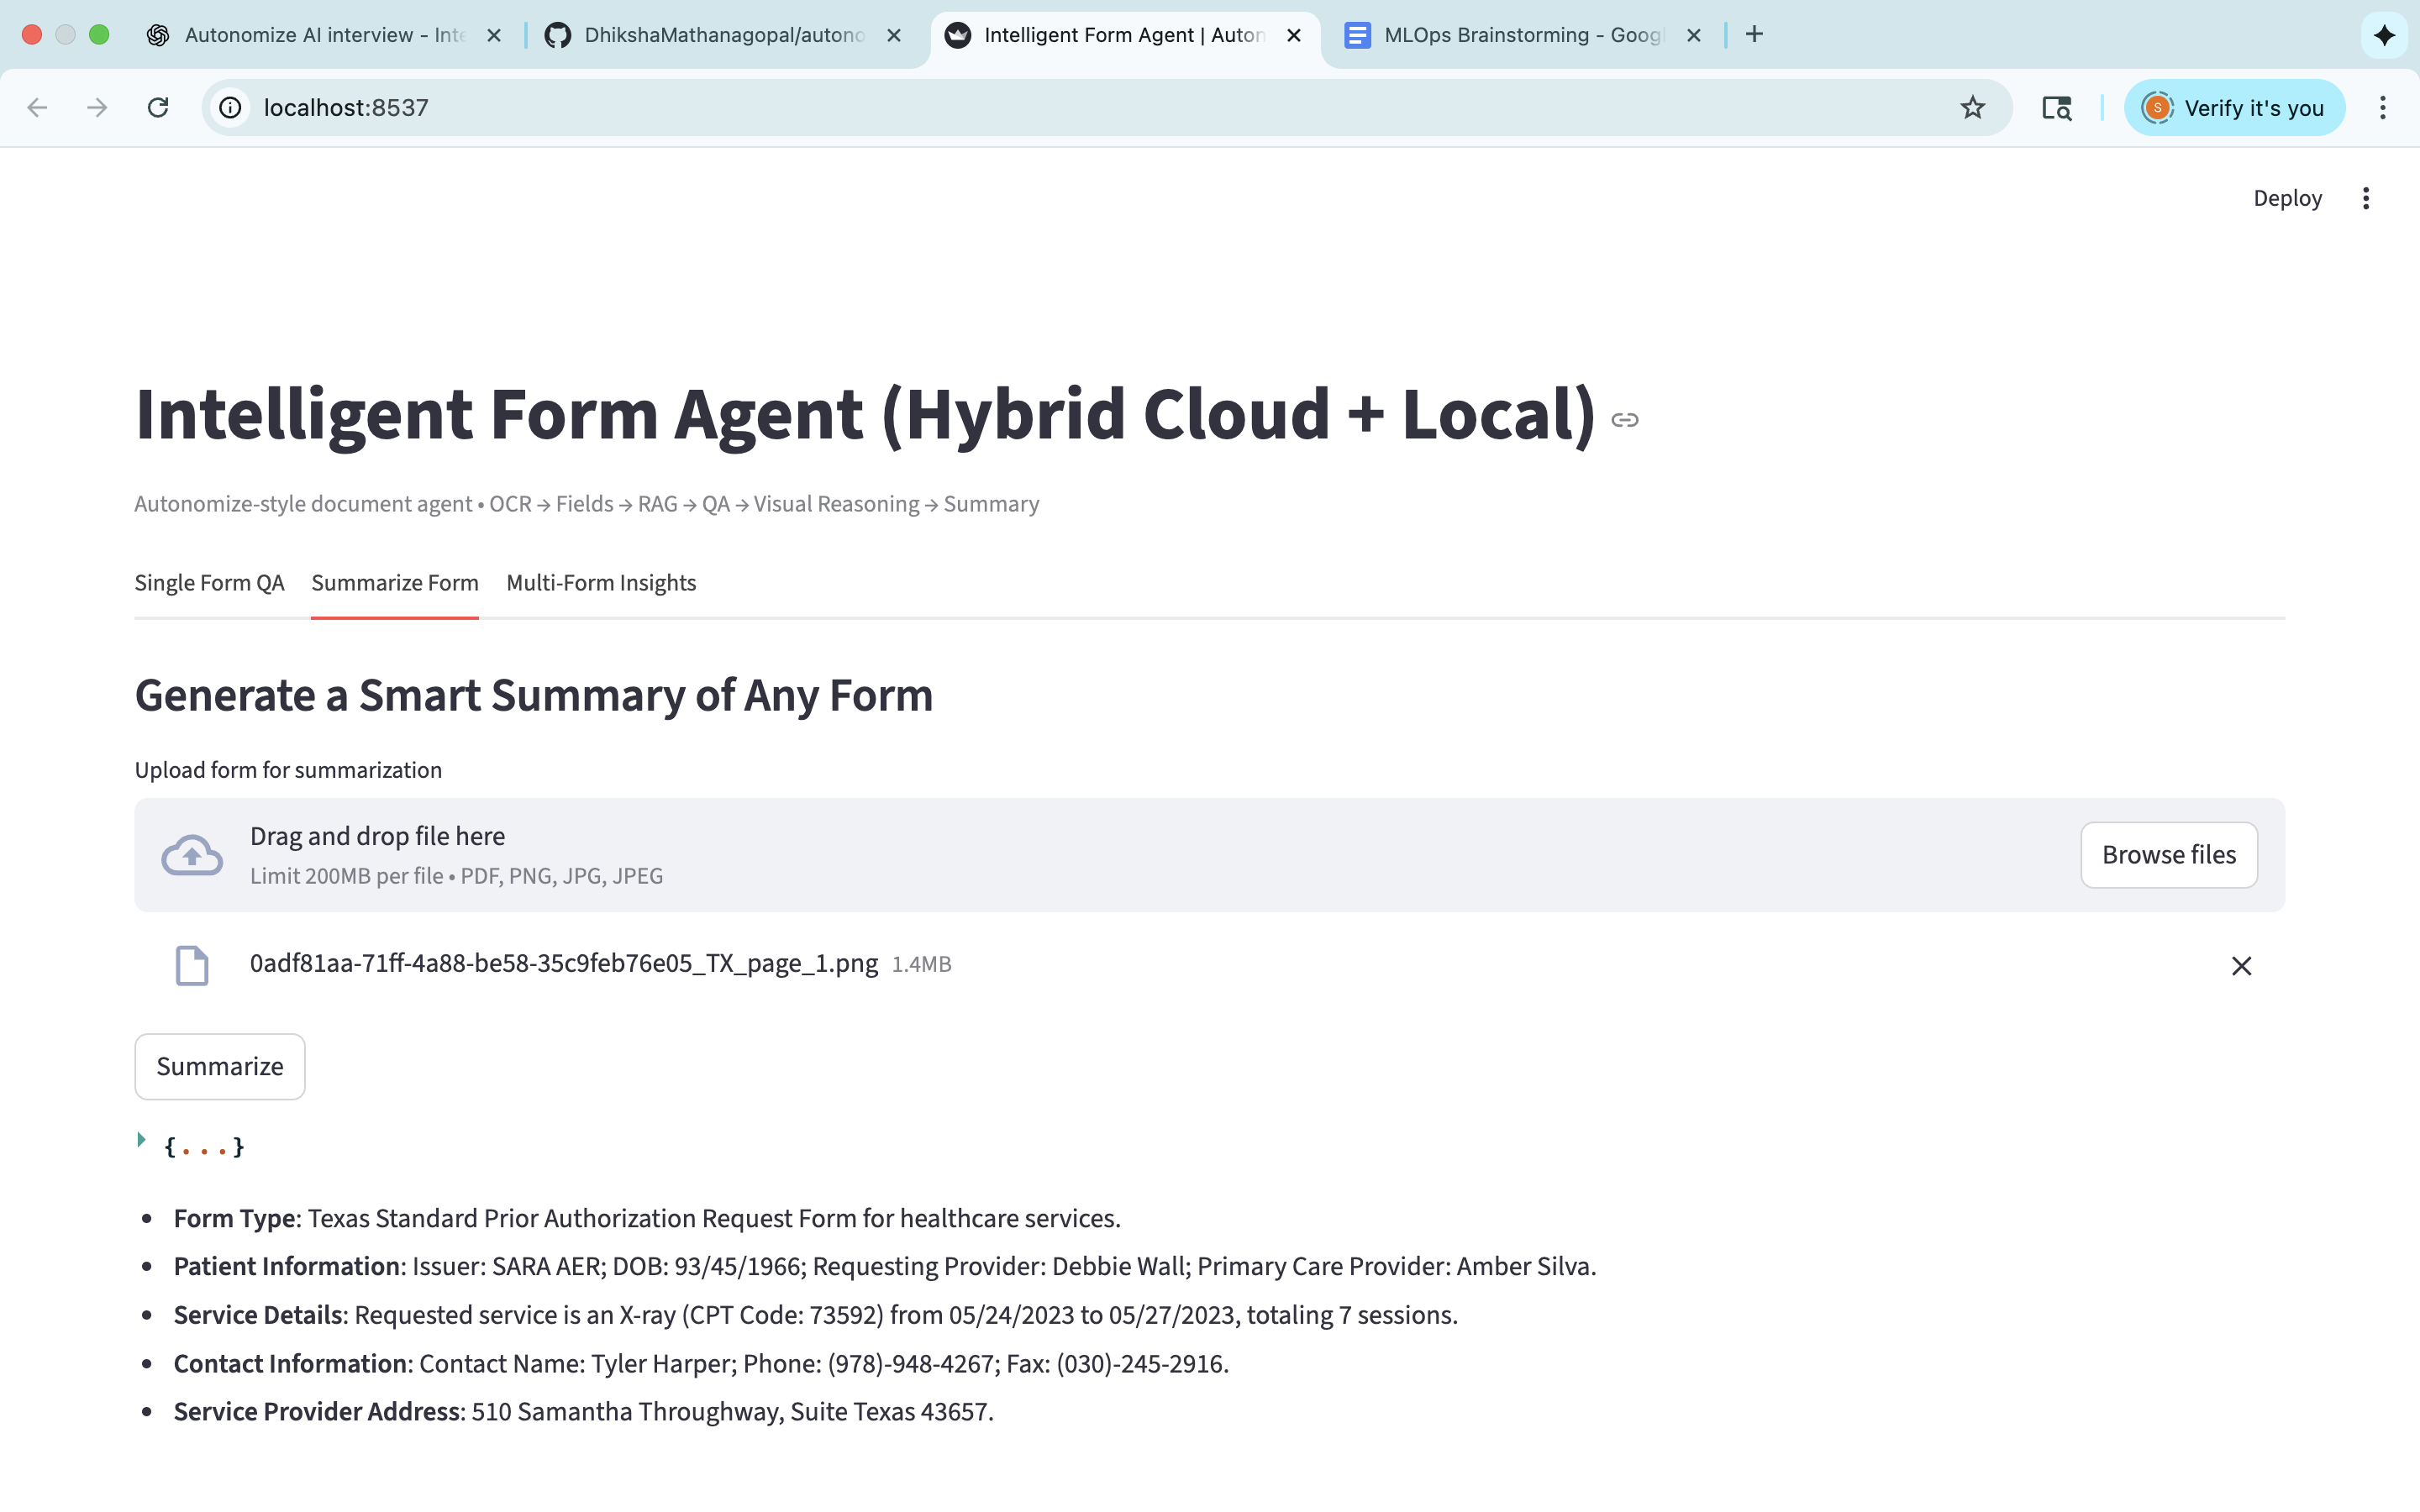 Autonomize AI interview - Inte
DhikshaMathanagopal/autono
Intelligent Form Agent | Auton
MLOps Brainstorming - Googl
localhost:8537
S
Verify it's you
Deploy
Intelligent Form Agent (Hybrid Cloud + Local)
Autonomize-style document agent • OCR → Fields → RAG → QA → Visual Reasoning → Summary
Single Form QA Summarize Form Multi-Form Insights
Generate a Smart Summary of Any Form
Upload form for summarization
Drag and drop file here
Browse files
Limit 200MB per file • PDF, PNG, JPG, JPEG
0adf81aa-71ff-4a88-be58-35c9feb76e05_TX_page_1.png 1.4MB
Summarize
{...}
• Form Type: Texas Standard Prior Authorization Request Form for healthcare services.
• Patient Information: Issuer: SARA AER; DOB: 93/45/1966; Requesting Provider: Debbie Wall; Primary Care Provider: Amber Silva.
• Service Details: Requested service is an X-ray (CPT Code: 73592) from 05/24/2023 to 05/27/2023, totaling 7 sessions.
• Contact Information: Contact Name: Tyler Harper; Phone: (978)-948-4267; Fax: (030)-245-2916.
• Service Provider Address: 510 Samantha Throughway, Suite Texas 43657.